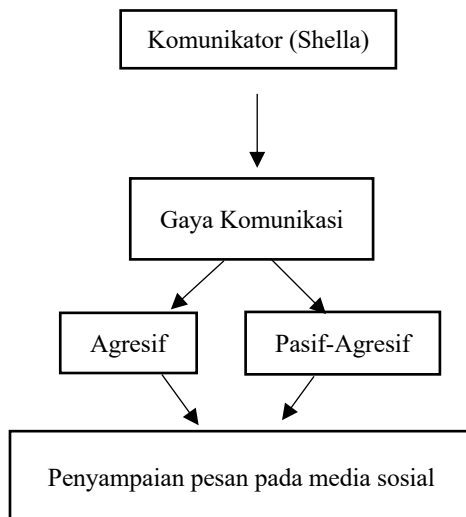 Komunikator (Shella)
Gaya Komunikasi
Agresif
Pasif-Agresif
Penyampaian pesan pada media sosial